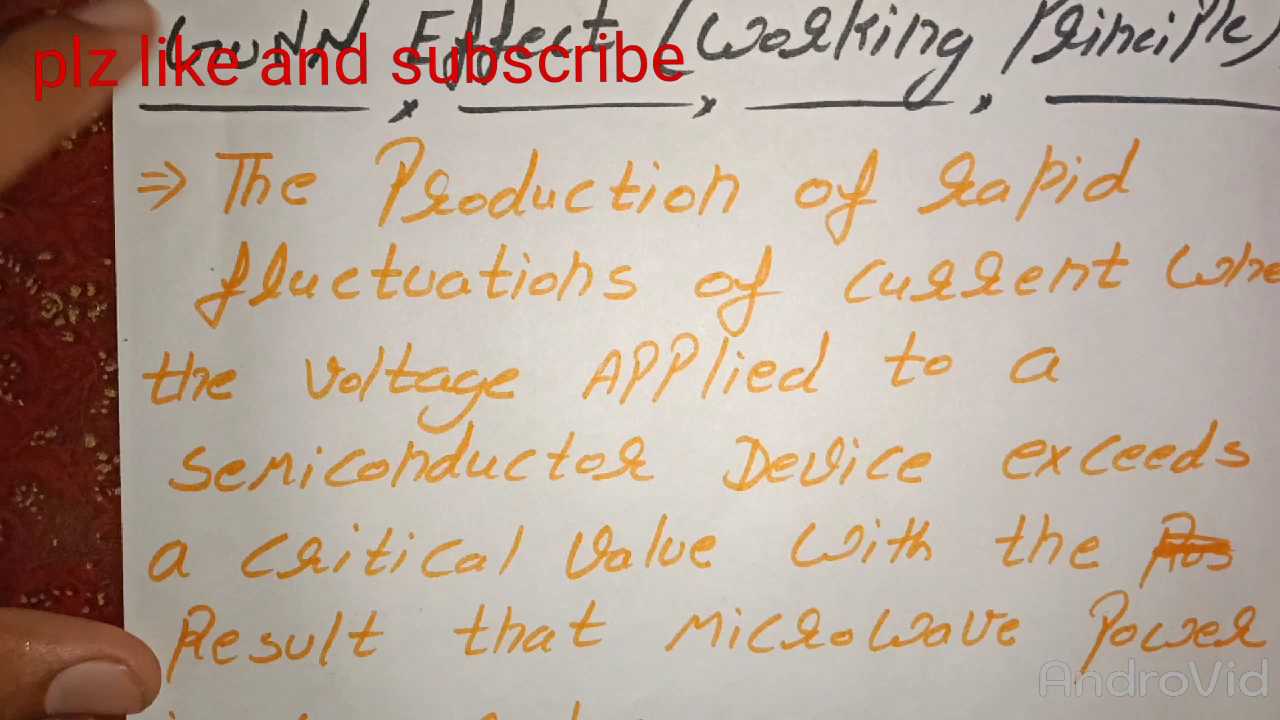 GUNN Effect (Working Principle)
plz like and subscribe
⇒ The Production of rapid
fluctuations of current
the Voltage APPlied to a
semiconductor Device exceeds
a critical Value with the
Result that Microwave Power
AndroVid